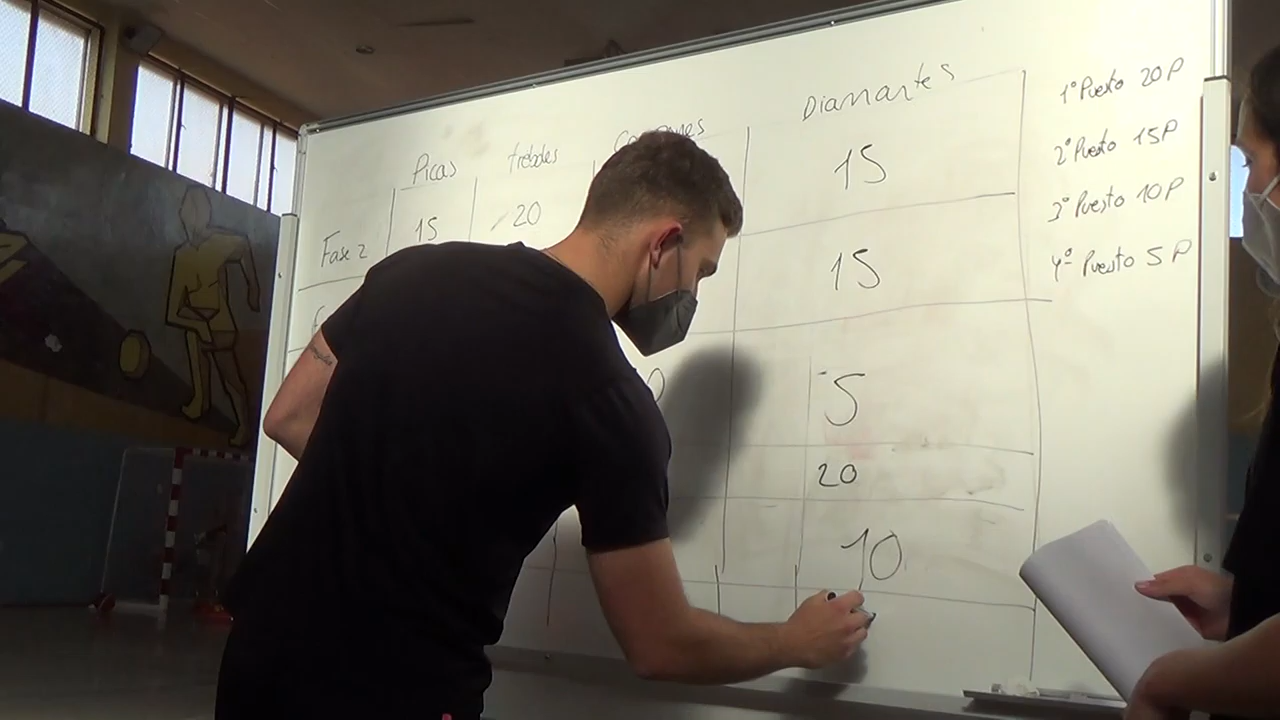 Picas treboles Diamantes
Fase 2 15 20 15
15
5
20
10
1º Puesto 20P
2º Puesto 15P
3º Puesto 10P
4º Puesto 5P